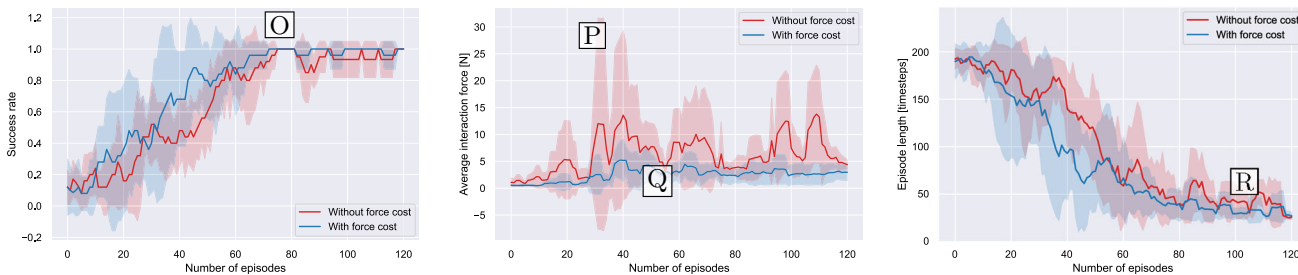 Success rate
1,2
1,0
0,8
0,6
0,4
0,2
0,0
−0,2
0 20 40 60 80 100 120
Number of episodes
O
Without force cost
With force cost
Average interaction force [N]
30
25
20
15
10
5
0
−5
0 20 40 60 80 100 120
Number of episodes
P
Q
Without force cost
With force cost
Episode length [timesteps]
200
150
100
50
0
0 20 40 60 80 100 120
Number of episodes
R
Without force cost
With force cost